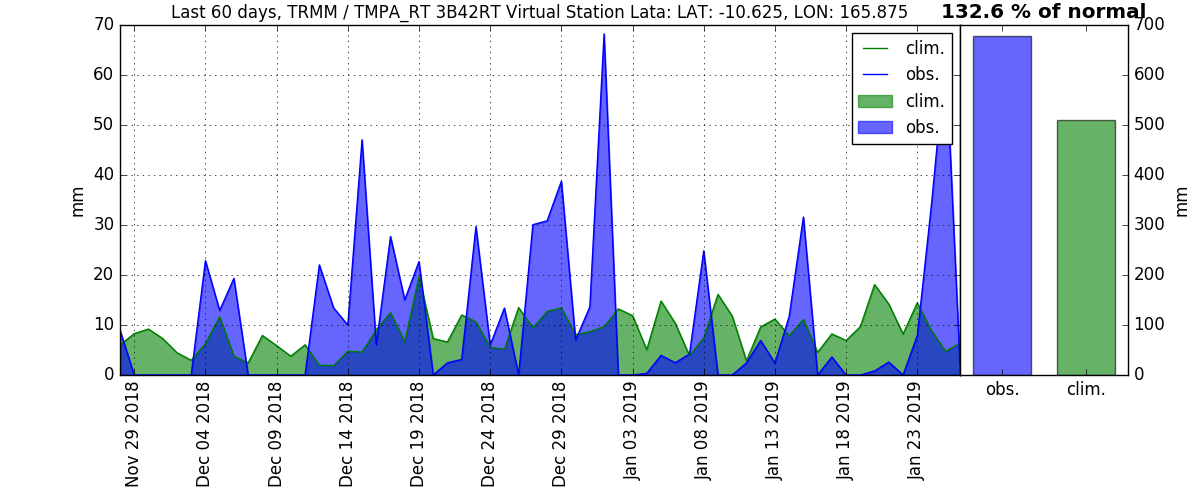 Last 60 days, TRMM / TMPA_RT 3B42RT Virtual Station Lata: LAT: -10.625, LON: 165.875
132.6 % of normal
70
60
50
40
30
20
10
0
mm
clim.
obs.
clim.
obs.
700
600
500
400
300
200
100
0
mm
Nov 29 2018
Dec 04 2018
Dec 09 2018
Dec 14 2018
Dec 19 2018
Dec 24 2018
Dec 29 2018
Jan 03 2019
Jan 08 2019
Jan 13 2019
Jan 18 2019
Jan 23 2019
obs.
clim.